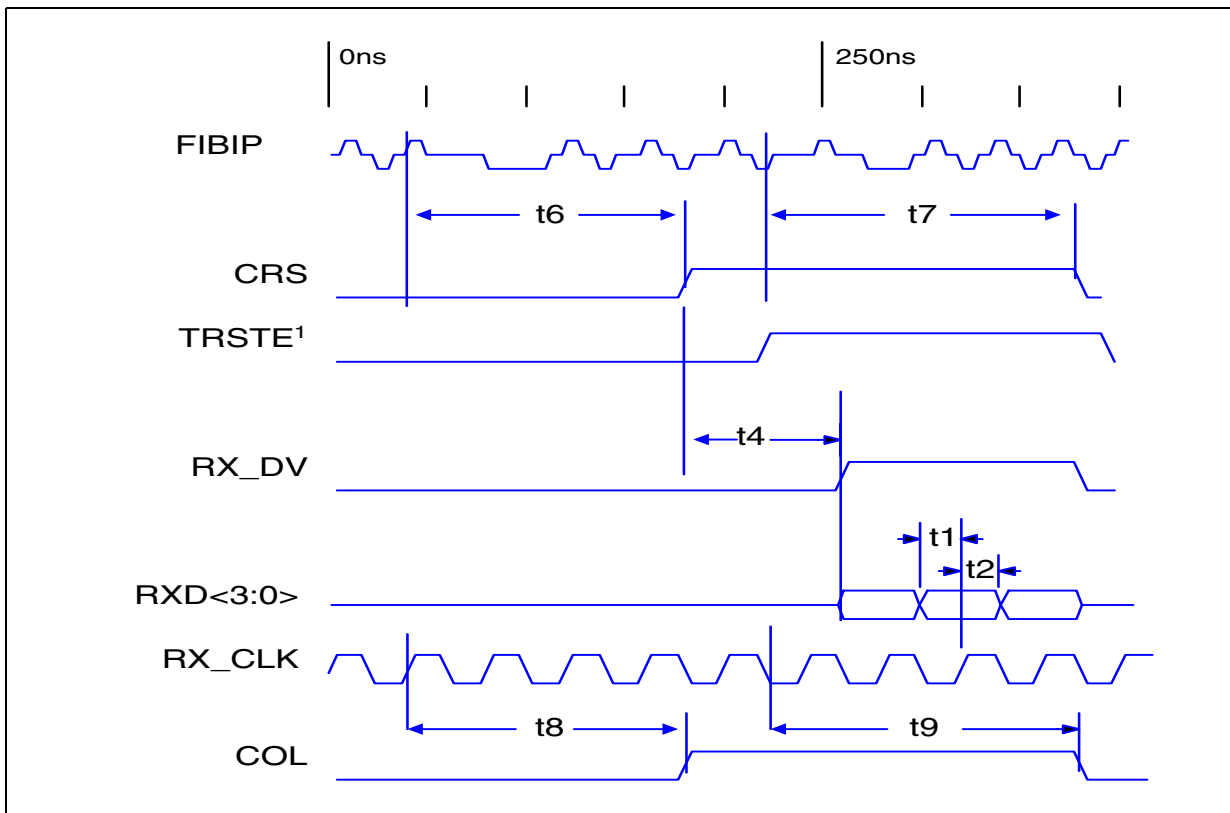 0ns 250ns
FIBIP
t6 t7
CRS
TRSTE¹
t4
RX_DV
t1
t2
RXD<3:0>
RX_CLK
t8 t9
COL